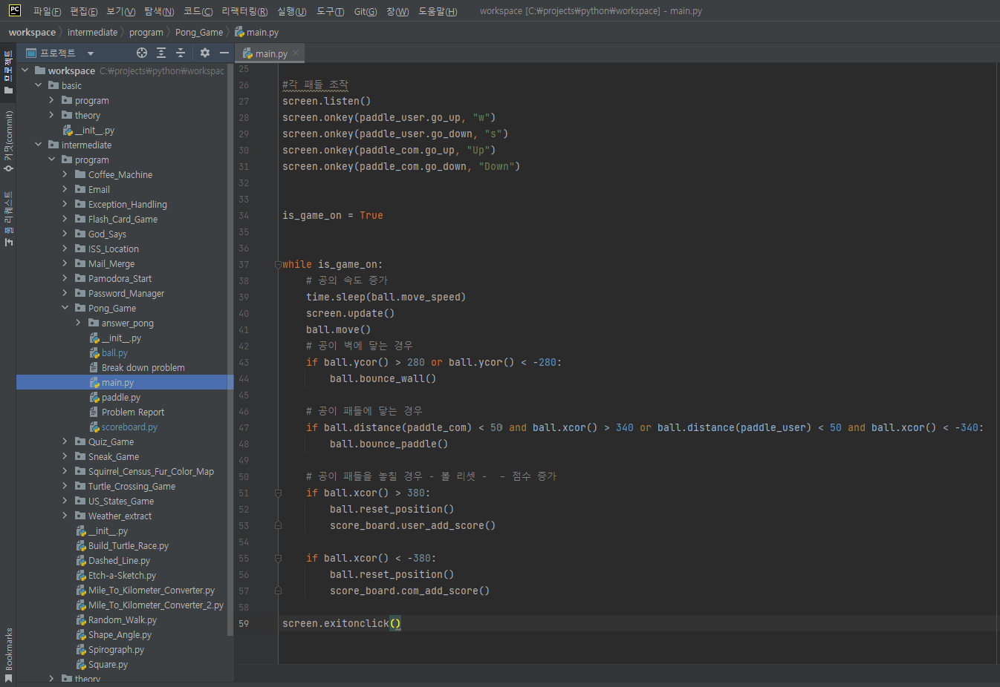 PC 파일(F) 편집(E) 보기(V) 탐색(N) 코드(C) 리팩터링(R) 실행(U) 도구(T) Git(G) 창(W) 도움말(H) workspace [C:₩projects₩python₩workspace] - main.py
workspace intermediate program Pong_Game main.py
프로젝트
커밋(commit)
풀 리퀘스트
Bookmarks
프로젝트
workspace C:₩projects₩python₩workspac
basic
program
theory
__init__.py
intermediate
program
Coffee_Machine
Email
Exception_Handling
Flash_Card_Game
God_Says
ISS_Location
Mail_Merge
Pamodora_Start
Password_Manager
Pong_Game
answer_pong
__init__.py
ball.py
Break down problem
main.py
paddle.py
Problem Report
scoreboard.py
Quiz_Game
Sneak_Game
Squirrel_Census_Fur_Color_Map
Turtle_Crossing_Game
US_States_Game
Weather_extract
__init__.py
Build_Turtle_Race.py
Dashed_Line.py
Etch-a-Sketch.py
Mile_To_Kilometer_Converter.py
Mile_To_Kilometer_Converter_2.py
Random_Walk.py
Shape_Angle.py
Spirograph.py
Square.py
theory
main.py
25
26 #각 패들 조작
27 screen.listen()
28 screen.onkey(paddle_user.go_up, "w")
29 screen.onkey(paddle_user.go_down, "s")
30 screen.onkey(paddle_com.go_up, "Up")
31 screen.onkey(paddle_com.go_down, "Down")
32
33
34 is_game_on = True
35
36
37 while is_game_on:
38 # 공의 속도 증가
39 time.sleep(ball.move_speed)
40 screen.update()
41 ball.move()
42 # 공이 벽에 닿는 경우
43 if ball.ycor() > 280 or ball.ycor() < -280:
44 ball.bounce_wall()
45
46 # 공이 패들에 닿는 경우
47 if ball.distance(paddle_com) < 50 and ball.xcor() > 340 or ball.distance(paddle_user) < 50 and ball.xcor() < -340:
48 ball.bounce_paddle()
49
50 # 공이 패들을 놓칠 경우 - 볼 리셋 -  - 점수 증가
51 if ball.xcor() > 380:
52 ball.reset_position()
53 score_board.user_add_score()
54
55 if ball.xcor() < -380:
56 ball.reset_position()
57 score_board.com_add_score()
58
59 screen.exitonclick()